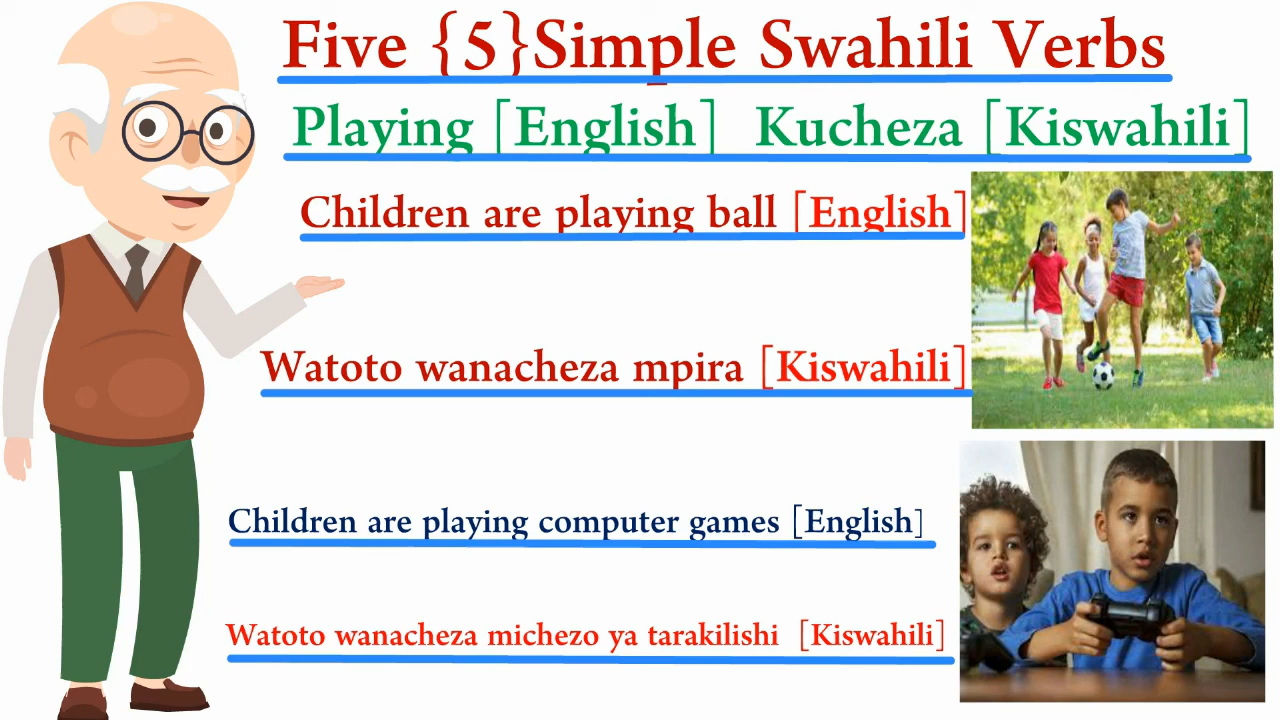 Five {5}Simple Swahili Verbs
Playing [English] Kucheza [Kiswahili]
Children are playing ball [English]
Watoto wanacheza mpira [Kiswahili]
Children are playing computer games [English]
Watoto wanacheza michezo ya tarakilishi [Kiswahili]